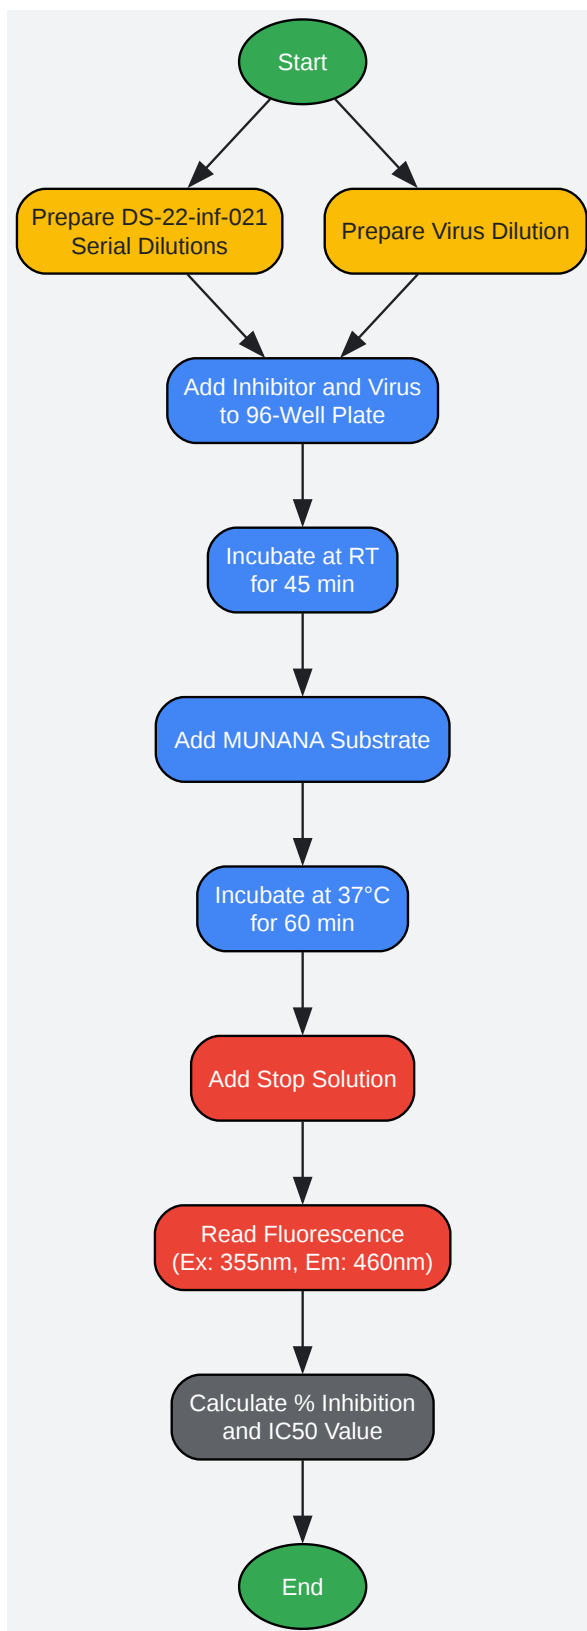 Start
Prepare DS-22-inf-021
Serial Dilutions
Prepare Virus Dilution
Add Inhibitor and Virus
to 96-Well Plate
Incubate at RT
for 45 min
Add MUNANA Substrate
Incubate at 37°C
for 60 min
Add Stop Solution
Read Fluorescence
(Ex: 355nm, Em: 460nm)
Calculate % Inhibition
and IC50 Value
End